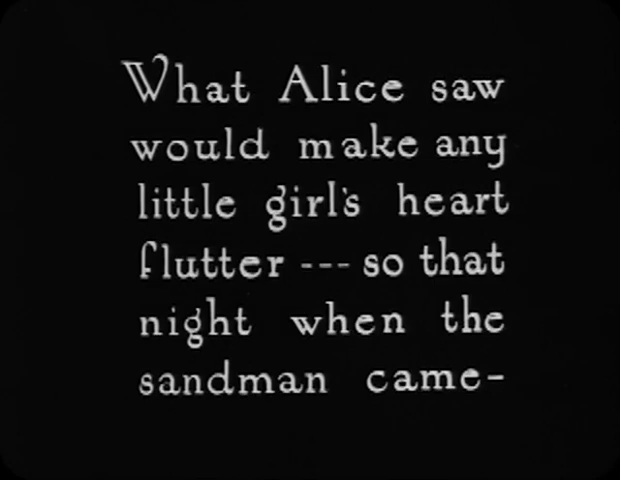 What Alice saw
would make any
little girl's heart
flutter --- so that
night when the
sandman came-